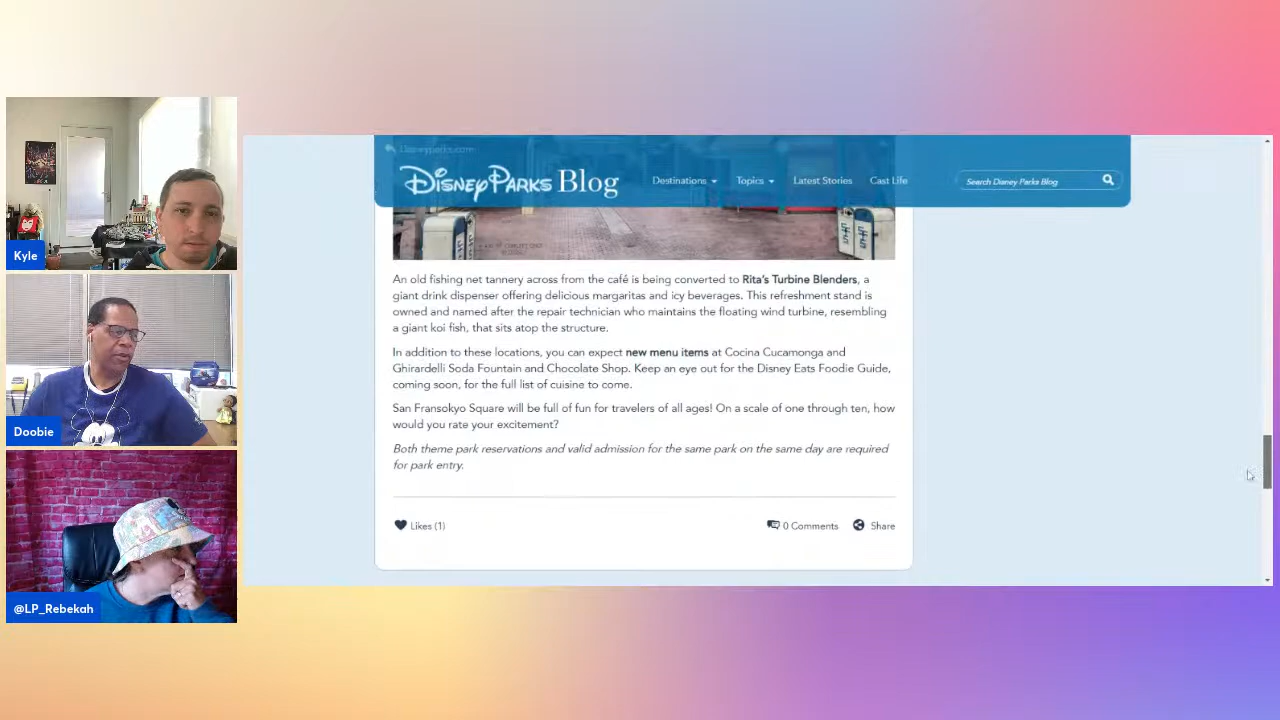 Kyle
Doobie
@LP_Rebekah
Disneyparks.com
Disney Parks Blog
Destinations
Topics
Latest Stories
Cast Life
Search Disney Parks Blog
An old fishing net tannery across from the café is being converted to Rita's Turbine Blenders, a
giant drink dispenser offering delicious margaritas and icy beverages. This refreshment stand is
owned and named after the repair technician who maintains the floating wind turbine, resembling
a giant koi fish, that sits atop the structure.
In addition to these locations, you can expect new menu items at Cocina Cucamonga and
Ghirardelli Soda Fountain and Chocolate Shop. Keep an eye out for the Disney Eats Foodie Guide,
coming soon, for the full list of cuisine to come.
San Fransokyo Square will be full of fun for travelers of all ages! On a scale of one through ten, how
would you rate your excitement?
Both theme park reservations and valid admission for the same park on the same day are required
for park entry.
Likes (1)
0 Comments
Share